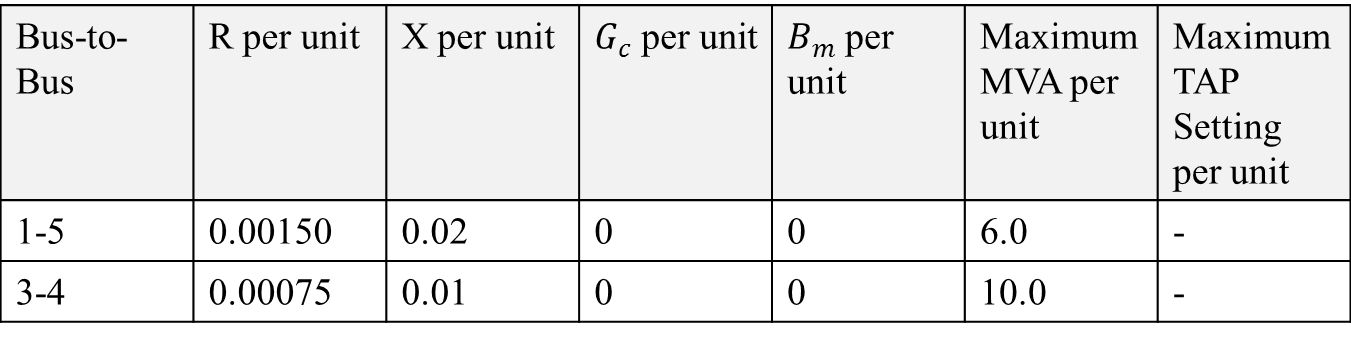 Bus-to-Bus | R per unit | X per unit | G_c per unit | B_m per unit | Maximum MVA per unit | Maximum TAP Setting per unit
1-5 | 0.00150 | 0.02 | 0 | 0 | 6.0 | -
3-4 | 0.00075 | 0.01 | 0 | 0 | 10.0 | -